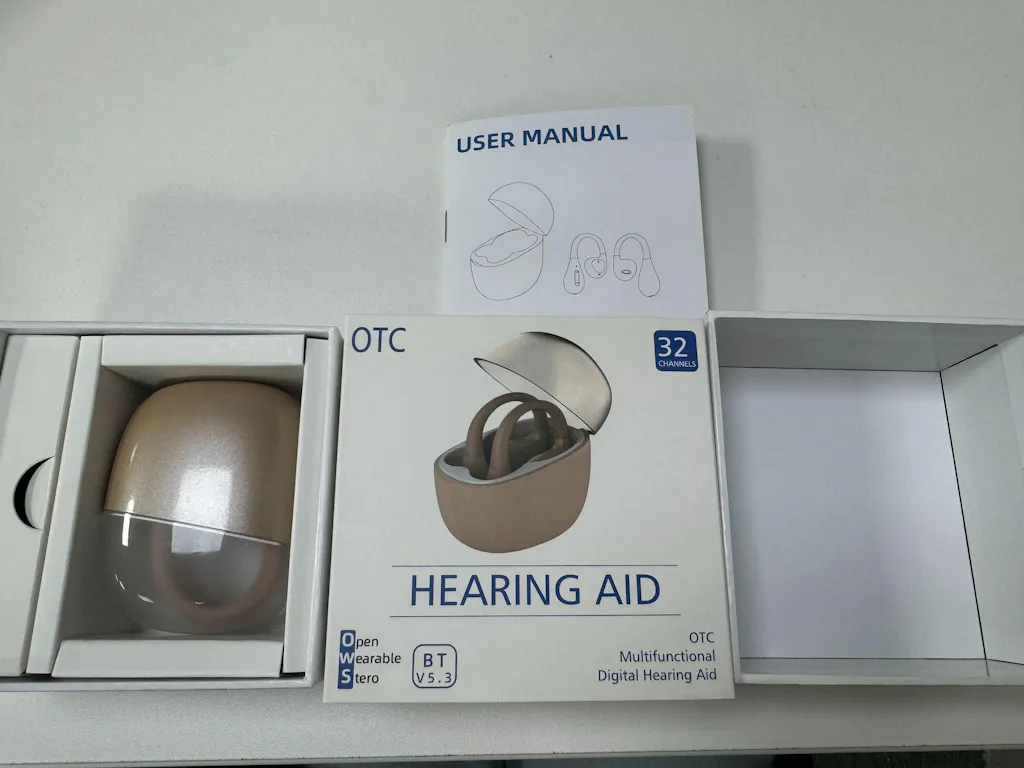 USER MANUAL
OTC
32
CHANNELS
HEARING AID
Open
Wearable
Stero
BT
V5.3
OTC
Multifunctional
Digital Hearing Aid